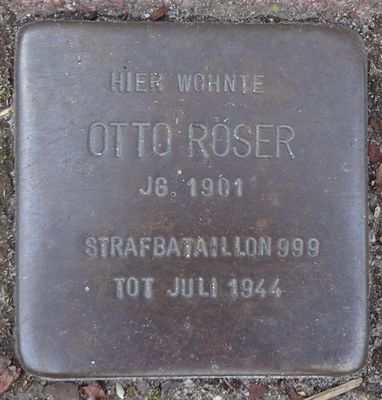 HIER WOHNTE
OTTO RÖSER
JG. 1901
STRAFBATAILLON 999
TOT JULI 1944